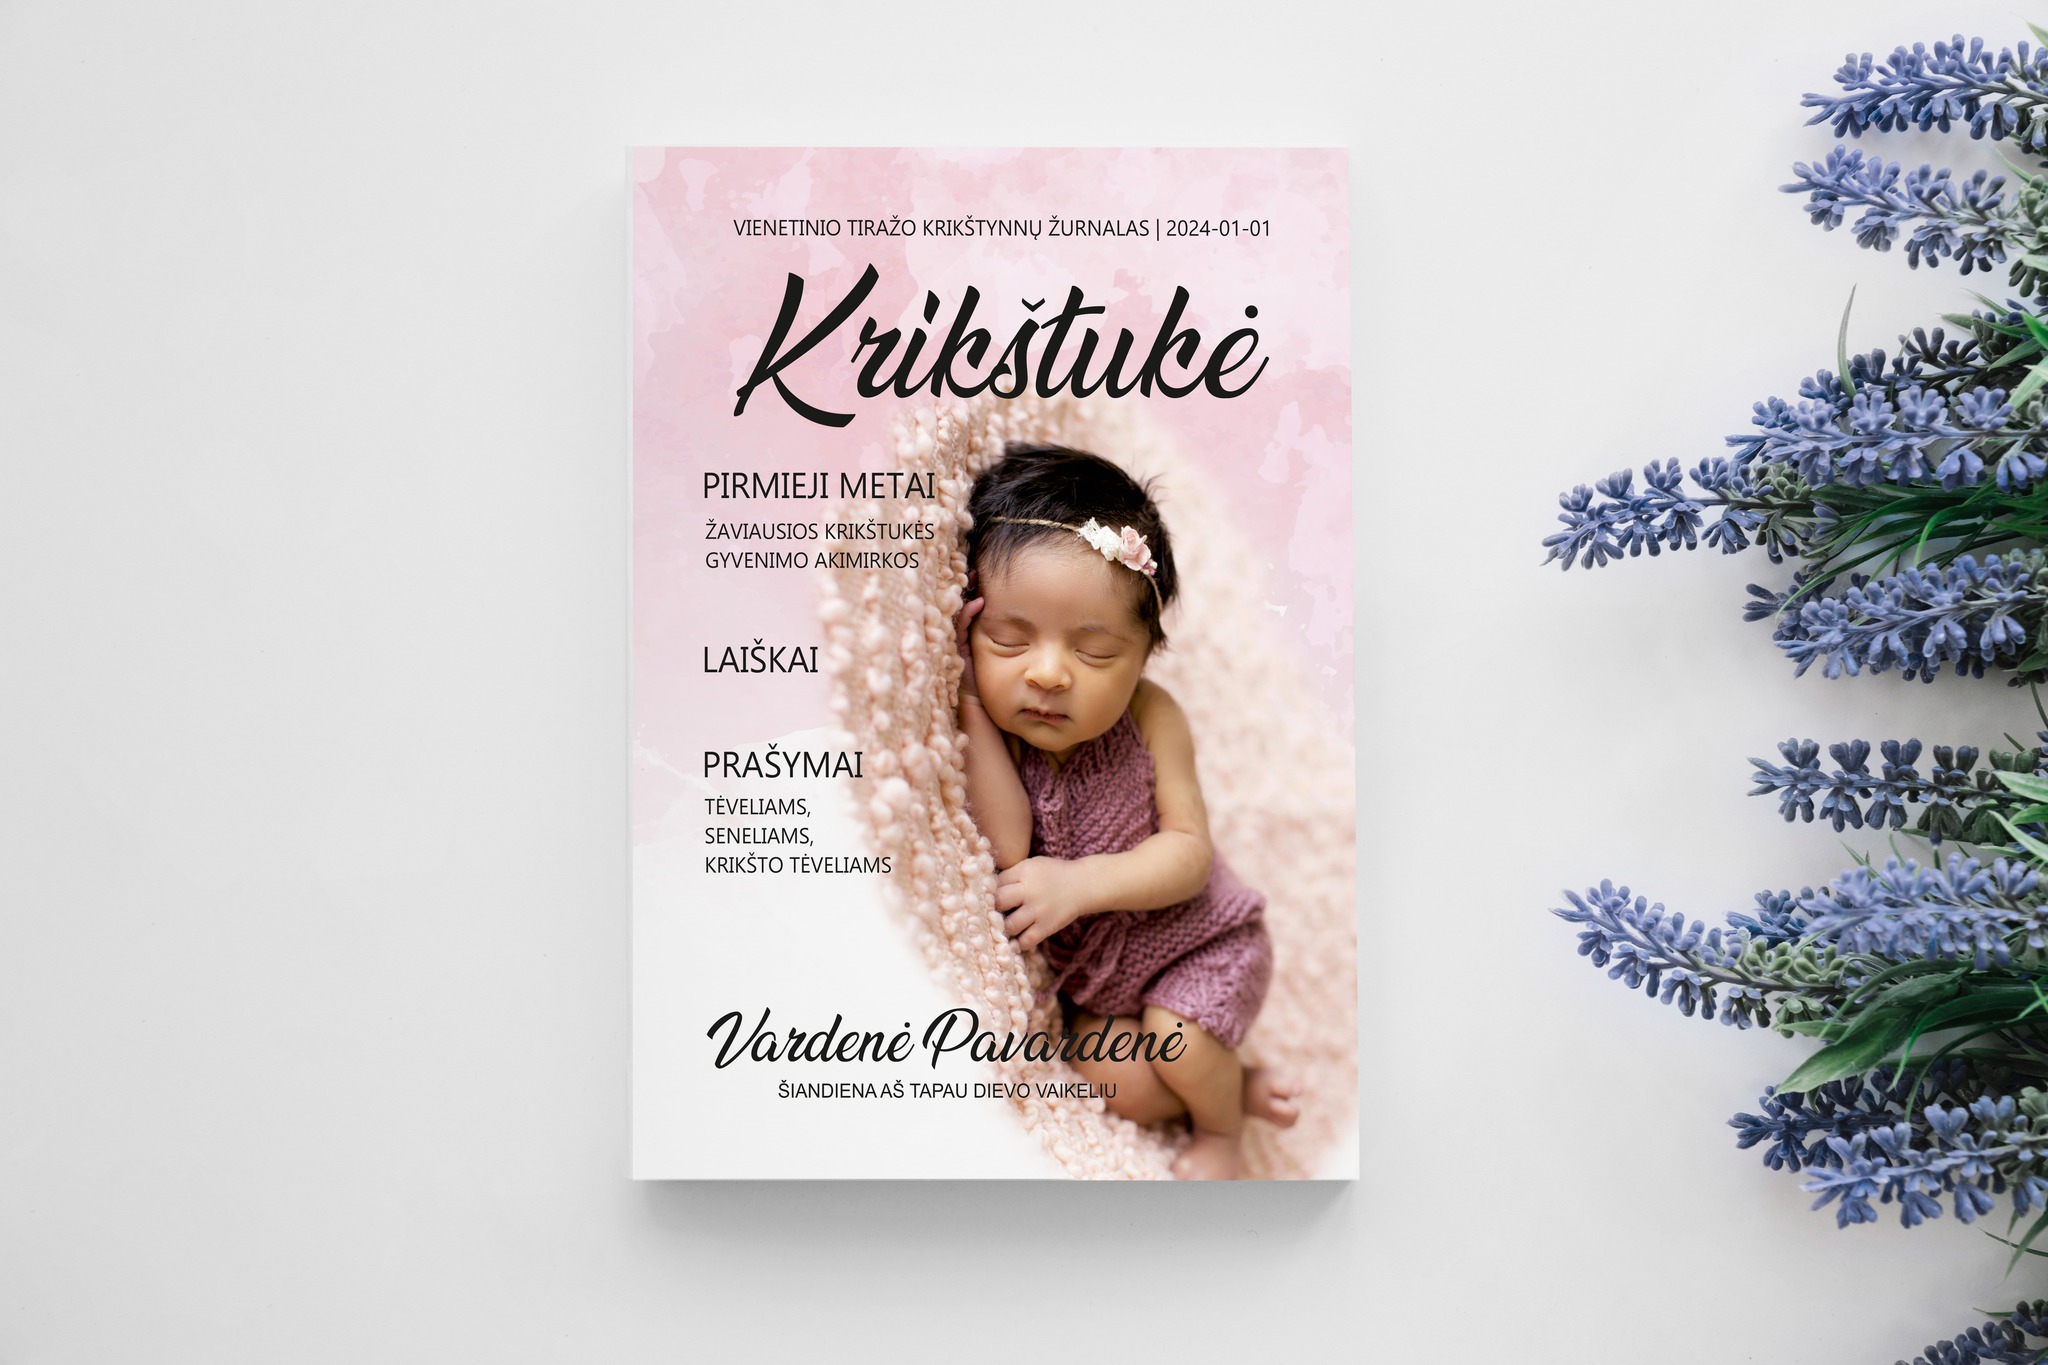 VIENETINIO TIRAŽO KRIKŠTYNNŲ ŽURNALAS | 2024-01-01
Krikštukė
PIRMIEJI METAI
ŽAVIAUSIOS KRIKŠTUKĖS
GYVENIMO AKIMIRKOS
LAIŠKAI
PRAŠYMAI
TĖVELIAMS,
SENELIAMS,
KRIKŠTO TĖVELIAMS
Vardenė Pavardenė
ŠIANDIENA AŠ TAPAU DIEVO VAIKELIU